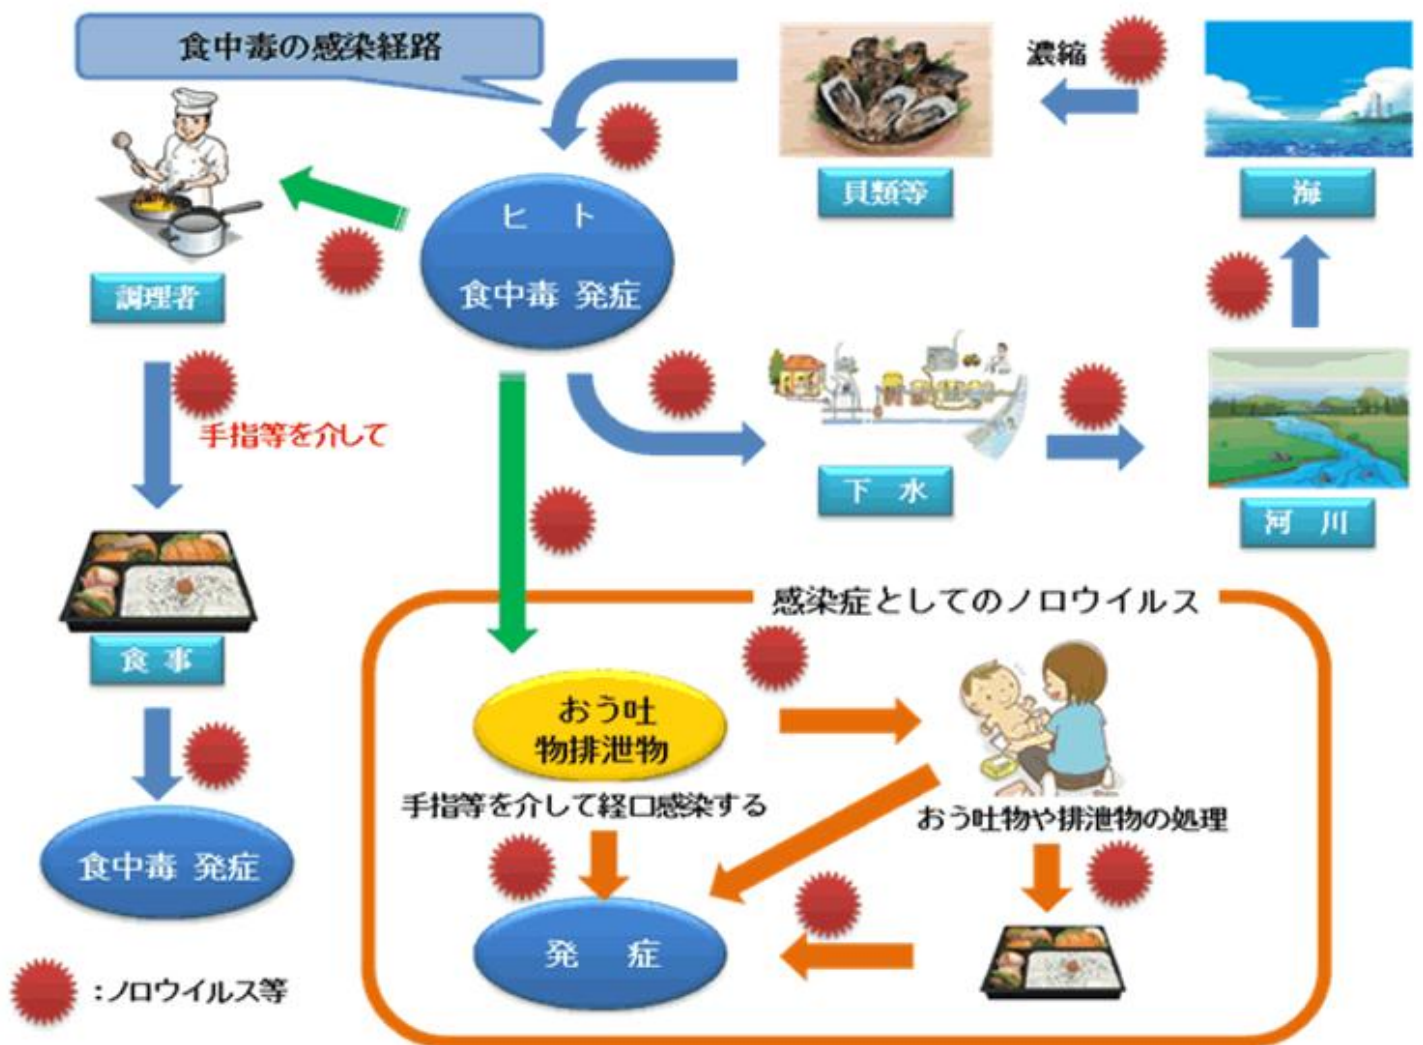 食中毒の感染経路
濃縮
貝類等
海
ヒ ト
食中毒 発症
調理者
手指等を介して
下 水
河 川
食 事
食中毒 発症
感染症としてのノロウイルス
おう吐
物排泄物
手指等を介して経口感染する
おう吐物や排泄物の処理
発 症
:ノロウイルス等